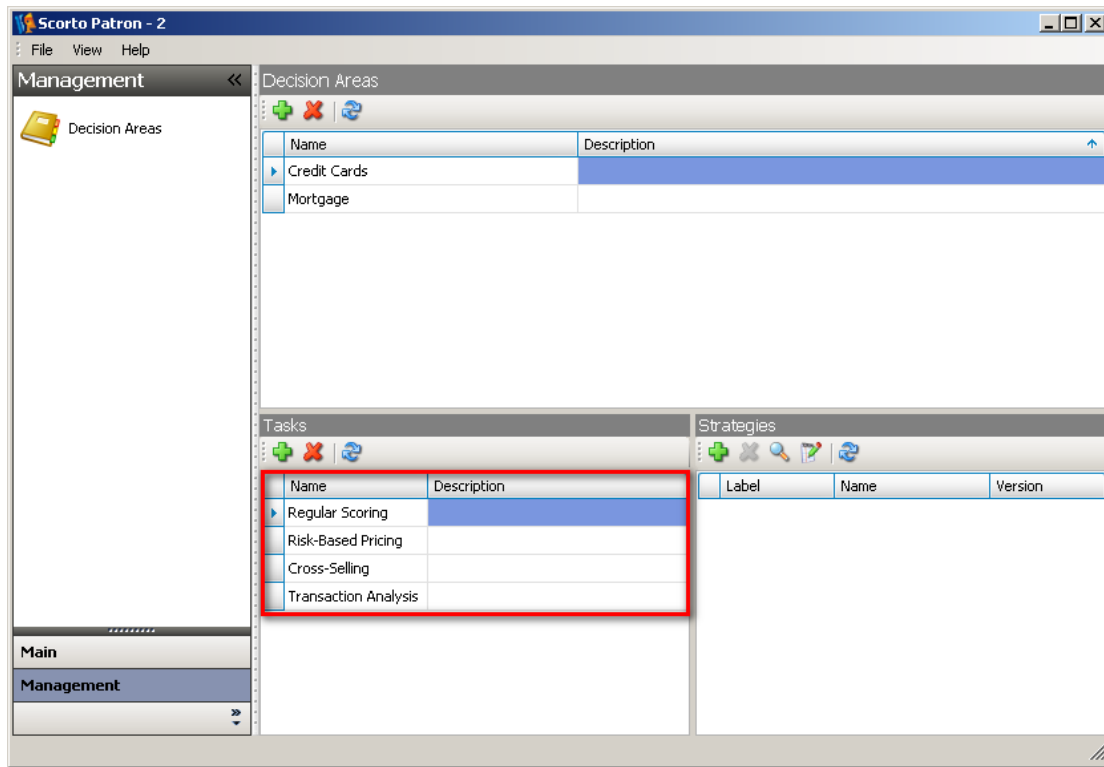 Scorto Patron - 2
File View Help
Management
Decision Areas
Main
Management
Decision Areas
Name Description
Credit Cards
Mortgage
Tasks
Name Description
Regular Scoring
Risk-Based Pricing
Cross-Selling
Transaction Analysis
Strategies
Label Name Version